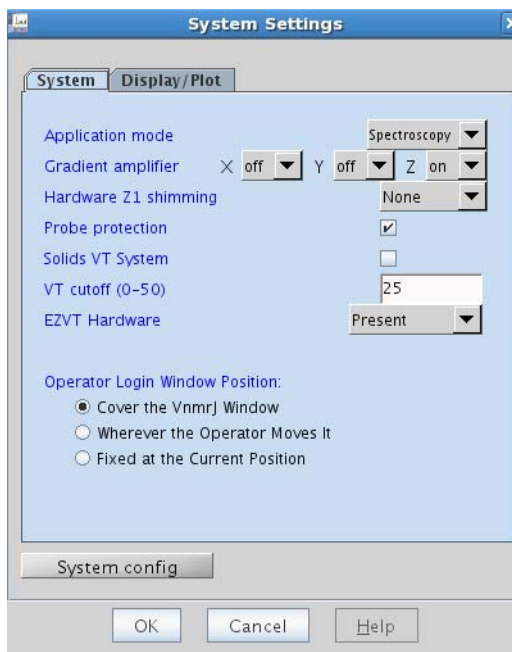 System Settings
System Display/Plot
Application mode Spectroscopy
Gradient amplifier X off Y off Z on
Hardware Z1 shimming None
Probe protection
Solids VT System
VT cutoff (0-50) 25
EZVT Hardware Present
Operator Login Window Position:
Cover the VnmrJ Window
Wherever the Operator Moves It
Fixed at the Current Position
System config
OK Cancel Help